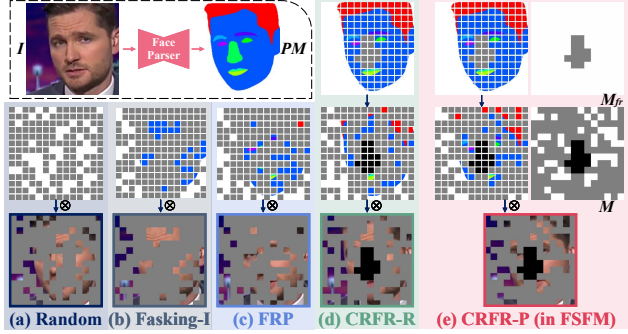 I
Face
Parser
PM
M_fr
M
⊗ ⊗ ⊗ ⊗ ⊗
(a) Random
(b) Fasking-I
(c) FRP
(d) CRFR-R
(e) CRFR-P (in FSFM)